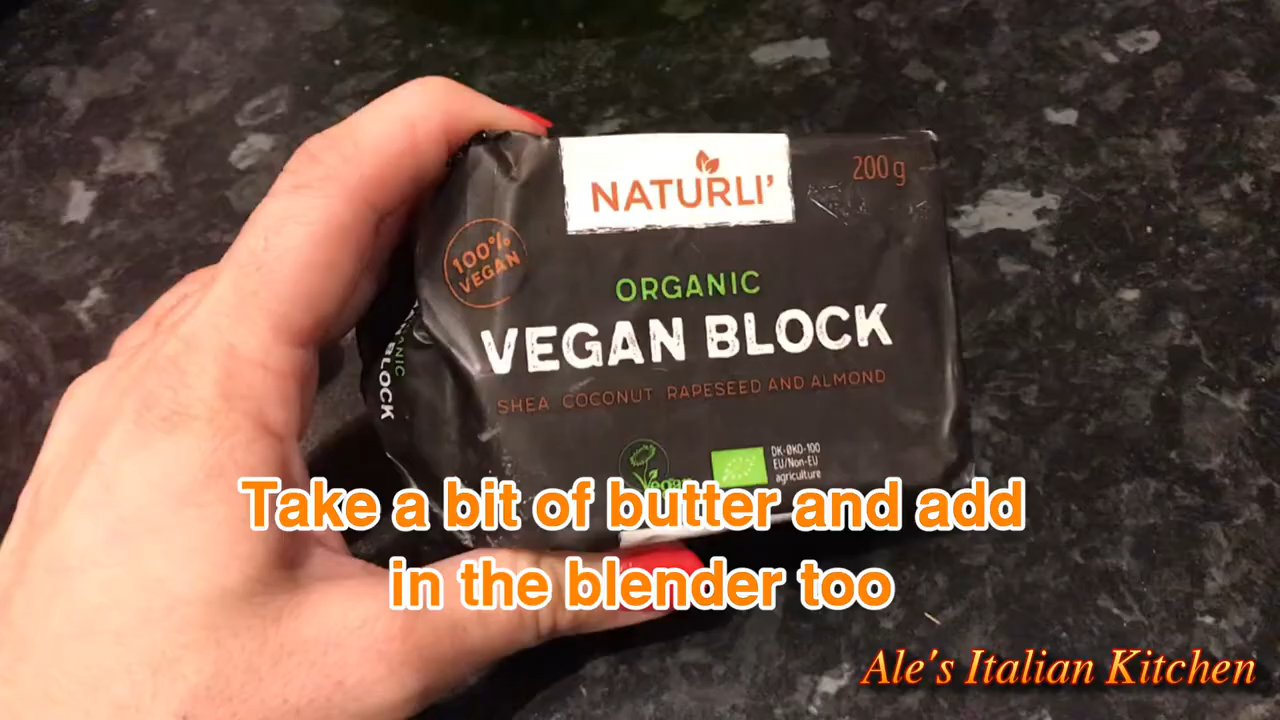 NATURLI'
200 g
100%
VEGAN
ORGANIC
VEGAN BLOCK
SHEA COCONUT RAPESEED AND ALMOND
BLOCK
DK-ØKO-100
EU/Non-EU
agriculture
Take a bit of butter and add
in the blender too
Ale's Italian Kitchen